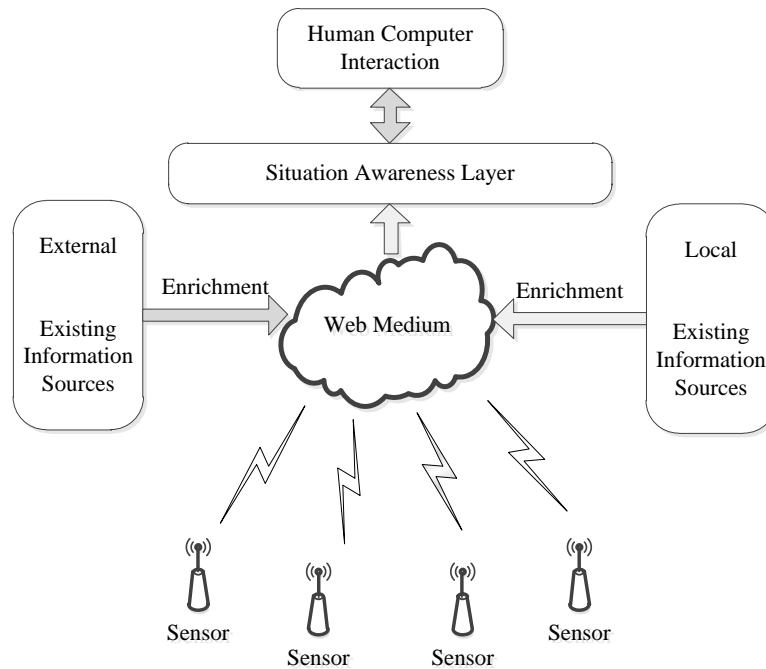 Human Computer
Interaction
Situation Awareness Layer
External
Existing
Information
Sources
Enrichment
Web Medium
Enrichment
Local
Existing
Information
Sources
Sensor
Sensor
Sensor
Sensor